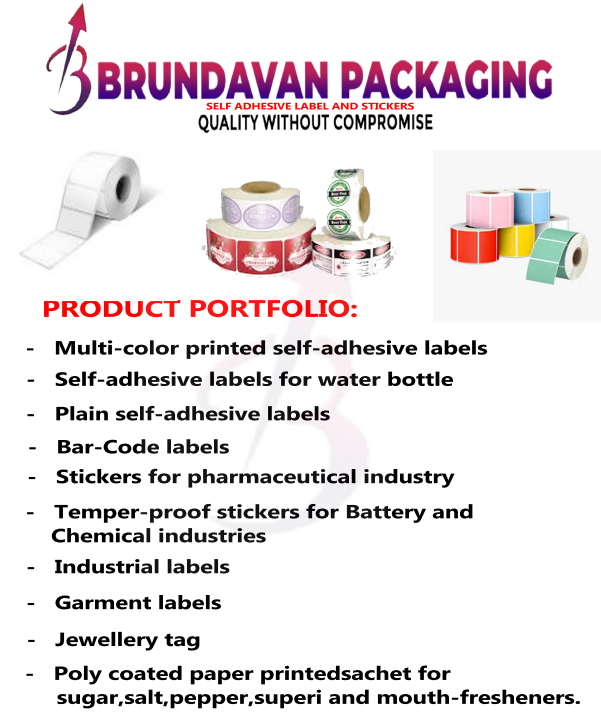 BRUNDAVAN PACKAGING
SELF ADHESIVE LABEL AND STICKERS
QUALITY WITHOUT COMPROMISE
PRODUCT PORTFOLIO:
- Multi-color printed self-adhesive labels
- Self-adhesive labels for water bottle
- Plain self-adhesive labels
- Bar-Code labels
- Stickers for pharmaceutical industry
- Temper-proof stickers for Battery and
Chemical industries
- Industrial labels
- Garment labels
- Jewellery tag
- Poly coated paper printedsachet for
sugar,salt,pepper,superi and mouth-fresheners.